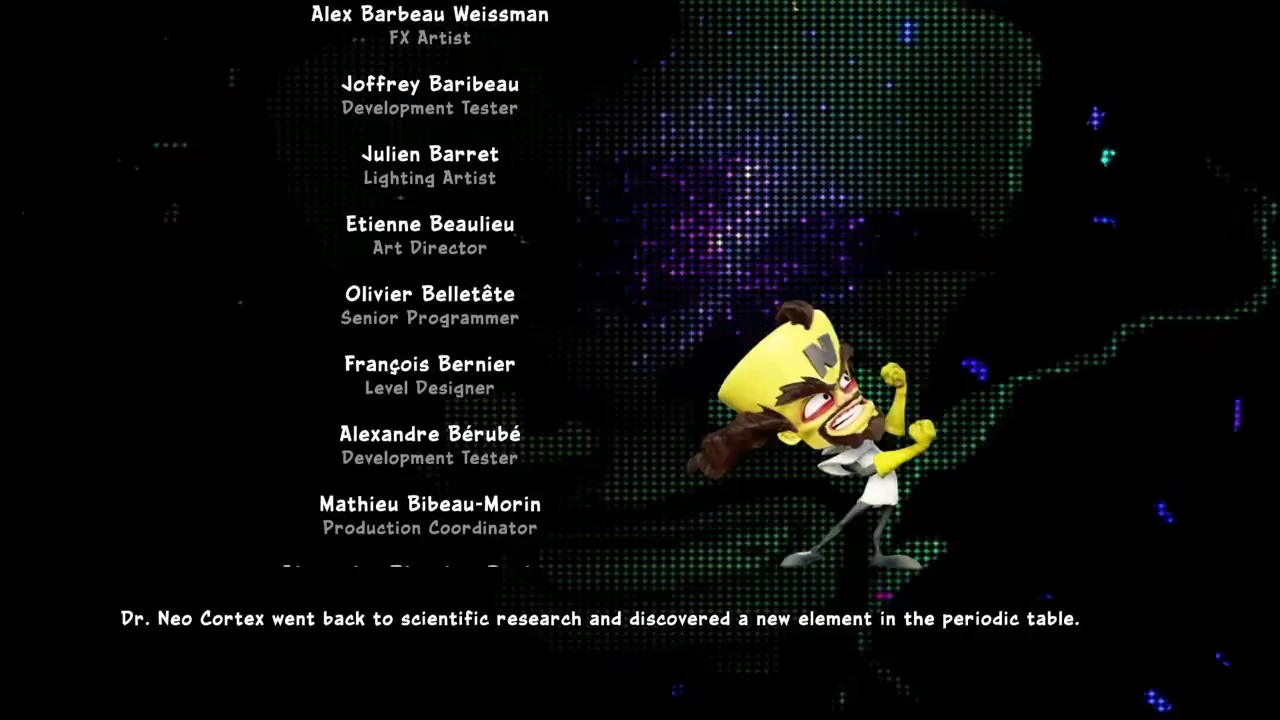 Alex Barbeau Weissman
FX Artist
Joffrey Baribeau
Development Tester
Julien Barret
Lighting Artist
Etienne Beaulieu
Art Director
Olivier Belletête
Senior Programmer
François Bernier
Level Designer
Alexandre Bérubé
Development Tester
Mathieu Bibeau-Morin
Production Coordinator
N
Dr. Neo Cortex went back to scientific research and discovered a new element in the periodic table.